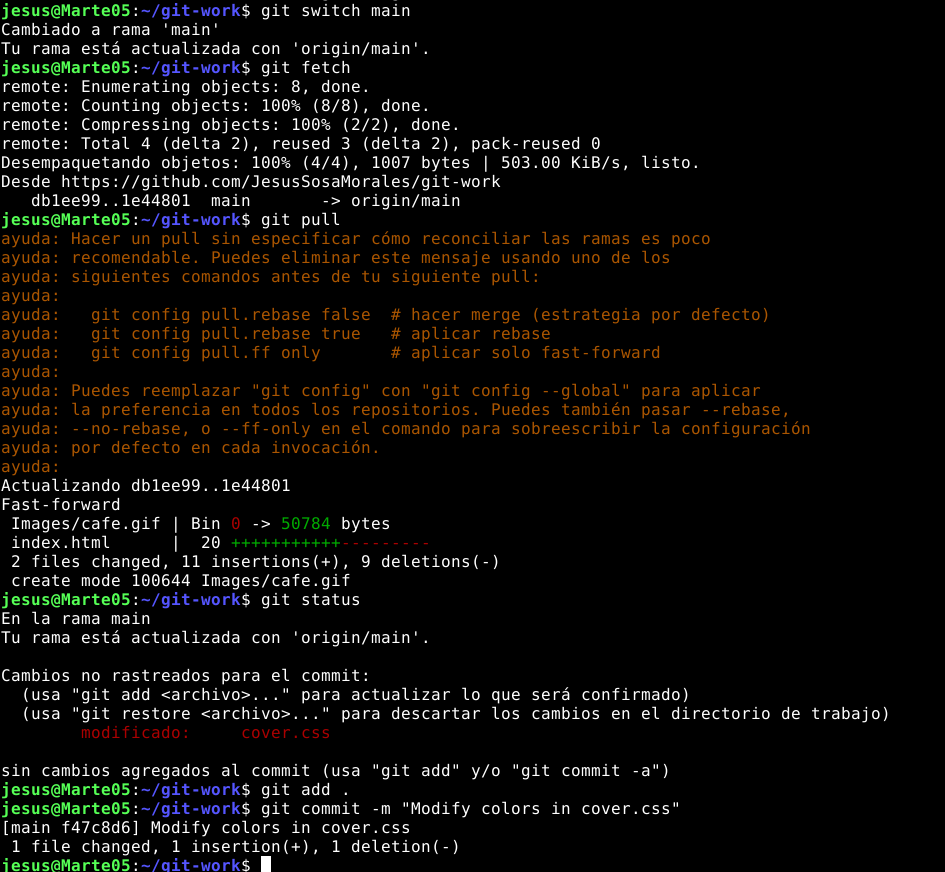 jesus@Marte05:~/git-work$ git switch main
Cambiado a rama 'main'
Tu rama está actualizada con 'origin/main'.
jesus@Marte05:~/git-work$ git fetch
remote: Enumerating objects: 8, done.
remote: Counting objects: 100% (8/8), done.
remote: Compressing objects: 100% (2/2), done.
remote: Total 4 (delta 2), reused 3 (delta 2), pack-reused 0
Desempaquetando objetos: 100% (4/4), 1007 bytes | 503.00 KiB/s, listo.
Desde https://github.com/JesusSosaMorales/git-work
   db1ee99..1e44801  main       -> origin/main
jesus@Marte05:~/git-work$ git pull
ayuda: Hacer un pull sin especificar cómo reconciliar las ramas es poco
ayuda: recomendable. Puedes eliminar este mensaje usando uno de los
ayuda: siguientes comandos antes de tu siguiente pull:
ayuda:
ayuda:   git config pull.rebase false  # hacer merge (estrategia por defecto)
ayuda:   git config pull.rebase true   # aplicar rebase
ayuda:   git config pull.ff only       # aplicar solo fast-forward
ayuda:
ayuda: Puedes reemplazar "git config" con "git config --global" para aplicar
ayuda: la preferencia en todos los repositorios. Puedes también pasar --rebase,
ayuda: --no-rebase, o --ff-only en el comando para sobreescribir la configuración
ayuda: por defecto en cada invocación.
ayuda:
Actualizando db1ee99..1e44801
Fast-forward
 Images/cafe.gif | Bin 0 -> 50784 bytes
 index.html      |  20 +++++++++++---------
 2 files changed, 11 insertions(+), 9 deletions(-)
 create mode 100644 Images/cafe.gif
jesus@Marte05:~/git-work$ git status
En la rama main
Tu rama está actualizada con 'origin/main'.

Cambios no rastreados para el commit:
  (usa "git add <archivo>..." para actualizar lo que será confirmado)
  (usa "git restore <archivo>..." para descartar los cambios en el directorio de trabajo)
        modificado:     cover.css

sin cambios agregados al commit (usa "git add" y/o "git commit -a")
jesus@Marte05:~/git-work$ git add .
jesus@Marte05:~/git-work$ git commit -m "Modify colors in cover.css"
[main f47c8d6] Modify colors in cover.css
 1 file changed, 1 insertion(+), 1 deletion(-)
jesus@Marte05:~/git-work$